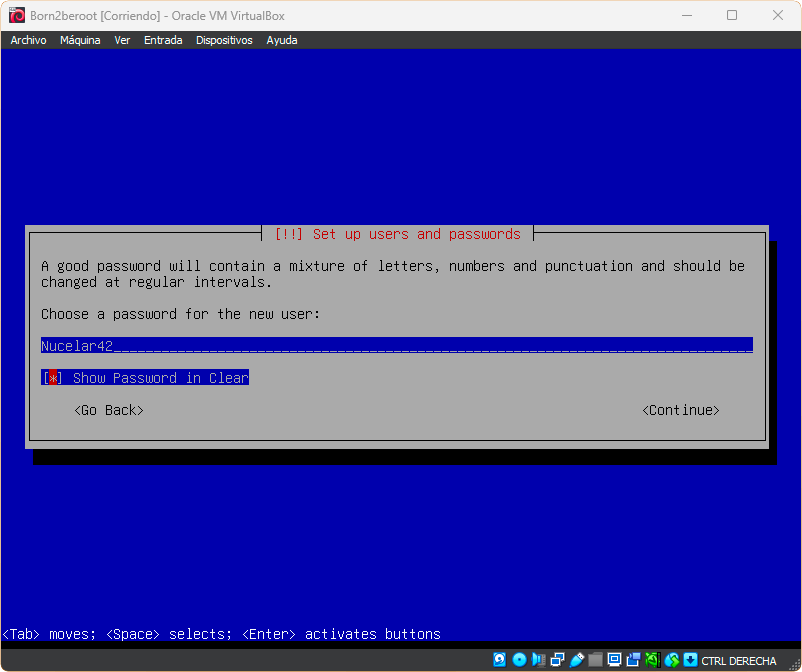 Born2beroot [Corriendo] - Oracle VM VirtualBox
Archivo Máquina Ver Entrada Dispositivos Ayuda
[!!] Set up users and passwords
A good password will contain a mixture of letters, numbers and punctuation and should be
changed at regular intervals.
Choose a password for the new user:
Nucelar42
[*] Show Password in Clear
<Go Back> <Continue>
<Tab> moves; <Space> selects; <Enter> activates buttons
CTRL DERECHA